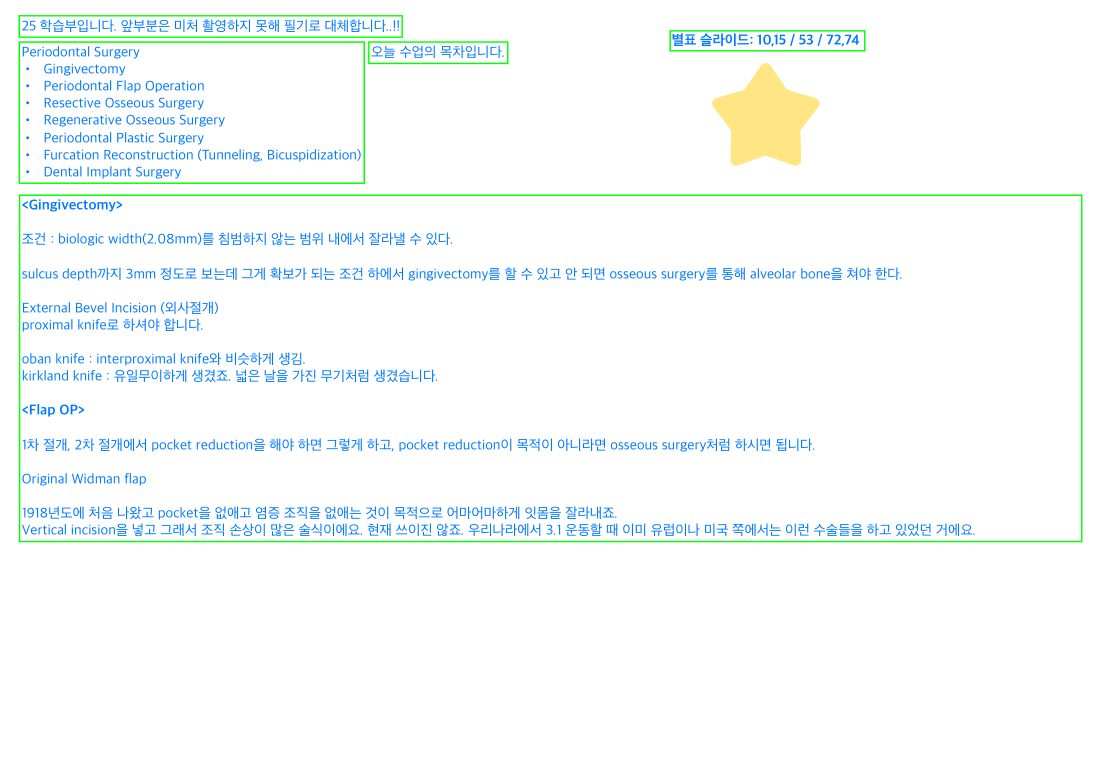 25 학습부입니다. 앞부분은 미처 촬영하지 못해 필기로 대체합니다..!!
별표 슬라이드: 10,15 / 53 / 72,74
Periodontal Surgery
• Gingivectomy
• Periodontal Flap Operation
• Resective Osseous Surgery
• Regenerative Osseous Surgery
• Periodontal Plastic Surgery
• Furcation Reconstruction (Tunneling, Bicuspidization)
• Dental Implant Surgery
오늘 수업의 목차입니다.
<Gingivectomy>
조건 : biologic width(2.08mm)를 침범하지 않는 범위 내에서 잘라낼 수 있다.
sulcus depth까지 3mm 정도로 보는데 그게 확보가 되는 조건 하에서 gingivectomy를 할 수 있고 안 되면 osseous surgery를 통해 alveolar bone을 쳐야 한다.
External Bevel Incision (외사절개)
proximal knife로 하셔야 합니다.
oban knife : interproximal knife와 비슷하게 생김.
kirkland knife : 유일무이하게 생겼죠. 넓은 날을 가진 무기처럼 생겼습니다.
<Flap OP>
1차 절개, 2차 절개에서 pocket reduction을 해야 하면 그렇게 하고, pocket reduction이 목적이 아니라면 osseous surgery처럼 하시면 됩니다.
Original Widman flap
1918년도에 처음 나왔고 pocket을 없애고 염증 조직을 없애는 것이 목적으로 어마어마하게 잇몸을 잘라내죠.
Vertical incision을 넣고 그래서 조직 손상이 많은 술식이에요. 현재 쓰이진 않죠. 우리나라에서 3.1 운동할 때 이미 유럽이나 미국 쪽에서는 이런 수술들을 하고 있었던 거에요.